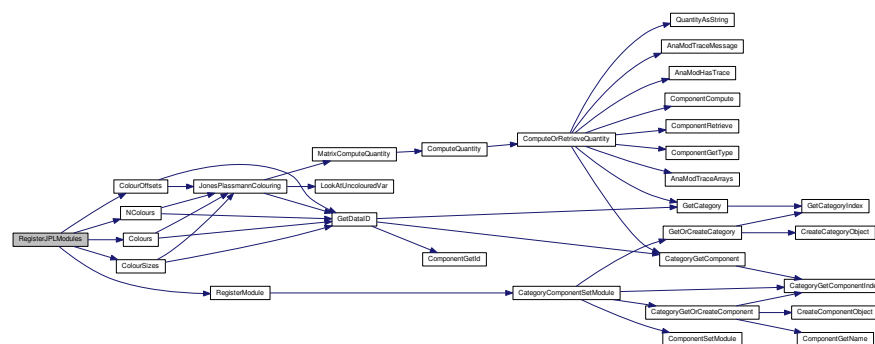 QuantityAsString
AnaModTraceMessage
AnaModHasTrace
ComponentCompute
ComponentRetrieve
ComponentGetType
AnaModTraceArrays
ComputeOrRetrieveQuantity
ComputeQuantity
MatrixComputeQuantity
ColourOffsets
JonesPlassmannColouring
LookAtUncolouredVar
NColours
GetDataID
GetCategory
GetCategoryIndex
RegisterJPLModules
Colours
GetOrCreateCategory
CreateCategoryObject
ColourSizes
ComponentGetId
CategoryGetComponent
RegisterModule
CategoryComponentSetModule
CategoryGetComponentIndex
CategoryGetOrCreateComponent
CreateComponentObject
ComponentSetModule
ComponentGetName